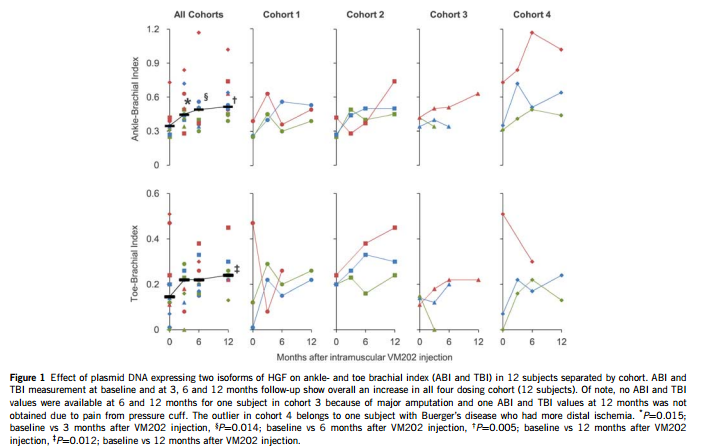 All Cohorts Cohort 1 Cohort 2 Cohort 3 Cohort 4
Ankle-Brachial Index
1.2
0.9
0.6
0.3
0
* § †
Toe-Brachial Index
0.6
0.4
0.2
0
‡
0 6 12 0 3 6 9 12 0 3 6 9 12 0 3 6 9 12 0 3 6 9 12
Months after intramuscular VM202 injection
Figure 1 Effect of plasmid DNA expressing two isoforms of HGF on ankle- and toe brachial index (ABI and TBI) in 12 subjects separated by cohort. ABI and
TBI measurement at baseline and at 3, 6 and 12 months follow-up show overall an increase in all four dosing cohort (12 subjects). Of note, no ABI and TBI
values were available at 6 and 12 months for one subject in cohort 3 because of major amputation and one ABI and TBI values at 12 months was not
obtained due to pain from pressure cuff. The outlier in cohort 4 belongs to one subject with Buerger's disease who had more distal ischemia. *P=0.015;
baseline vs 3 months after VM202 injection, §P=0.014; baseline vs 6 months after VM202 injection, †P=0.005; baseline vs 12 months after VM202
injection, ‡P=0.012; baseline vs 12 months after VM202 injection.